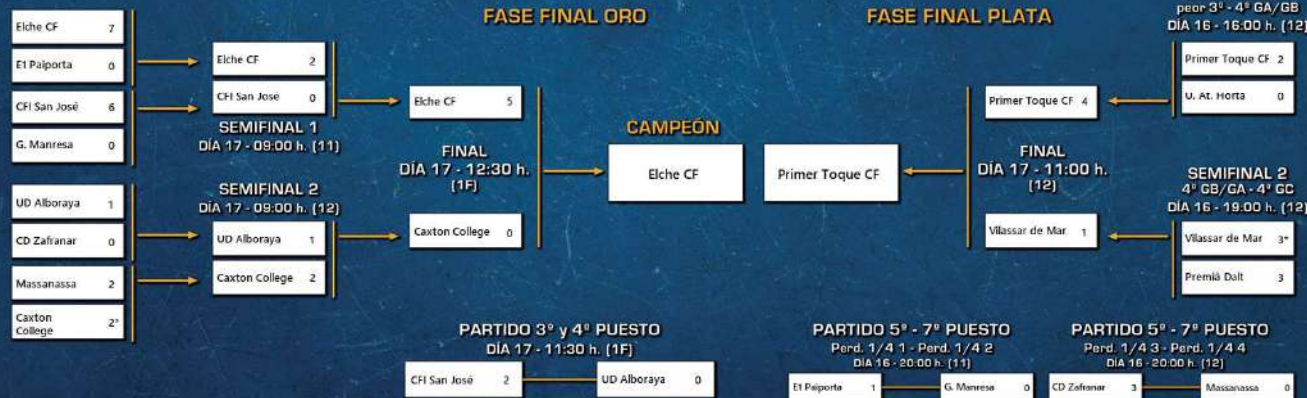 FASE FINAL ORO
Elche CF 7
E1 Paiporta 0
CFI San José 6
G. Manresa 0
UD Alboraya 1
CD Zafranar 0
Massanassa 2
Caxton
College 2*
Elche CF 2
CFI San José 0
SEMIFINAL 1
DÍA 17 - 09:00 h. (11)
SEMIFINAL 2
DÍA 17 - 09:00 h. (12)
UD Alboraya 1
Caxton College 2
Elche CF 5
FINAL
DÍA 17 - 12:30 h.
(1F)
Caxton College 0
CAMPEÓN
Elche CF
Primer Toque CF
FASE FINAL PLATA
peor 3º - 4º GA/GB
DÍA 16 - 16:00 h. (12)
Primer Toque CF 2
U. At. Horta 0
Primer Toque CF 4
FINAL
DÍA 17 - 11:00 h.
(12)
Vilassar de Mar 1
SEMIFINAL 2
4º GB/GA - 4º GC
DÍA 16 - 19:00 h. (12)
Vilassar de Mar 3*
Premiá Dalt 3
PARTIDO 3º y 4º PUESTO
DÍA 17 - 11:30 h. (1F)
CFI San José 2
UD Alboraya 0
PARTIDO 5º - 7º PUESTO
Perd. 1/4 1 - Perd. 1/4 2
DÍA 16 - 20:00 h. (11)
E1 Paiporta 1
G. Manresa 0
PARTIDO 5º - 7º PUESTO
Perd. 1/4 3 - Perd. 1/4 4
DÍA 16 - 20:00 h. (12)
CD Zafranar 3
Massanassa 0